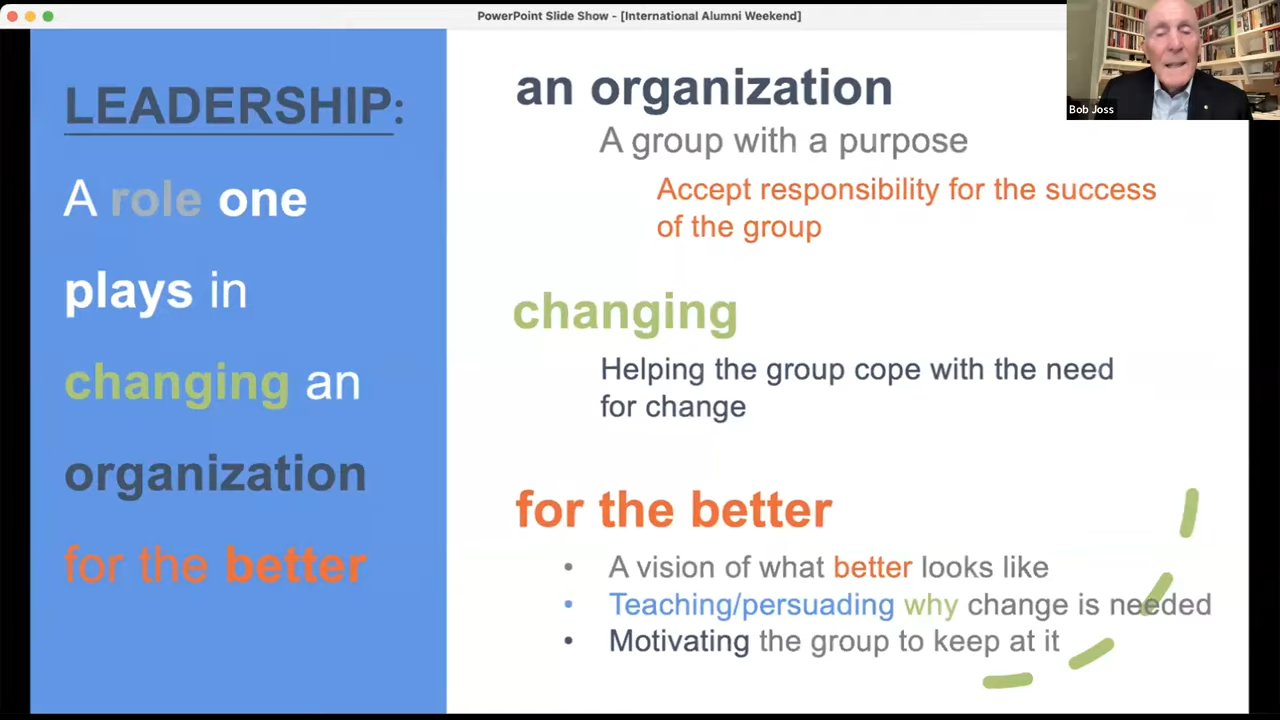 PowerPoint Slide Show - [International Alumni Weekend]
LEADERSHIP:
A role one
plays in
changing an
organization
for the better
an organization
A group with a purpose
Accept responsibility for the success
of the group
changing
Helping the group cope with the need
for change
for the better
• A vision of what better looks like
• Teaching/persuading why change is needed
• Motivating the group to keep at it
Bob Joss